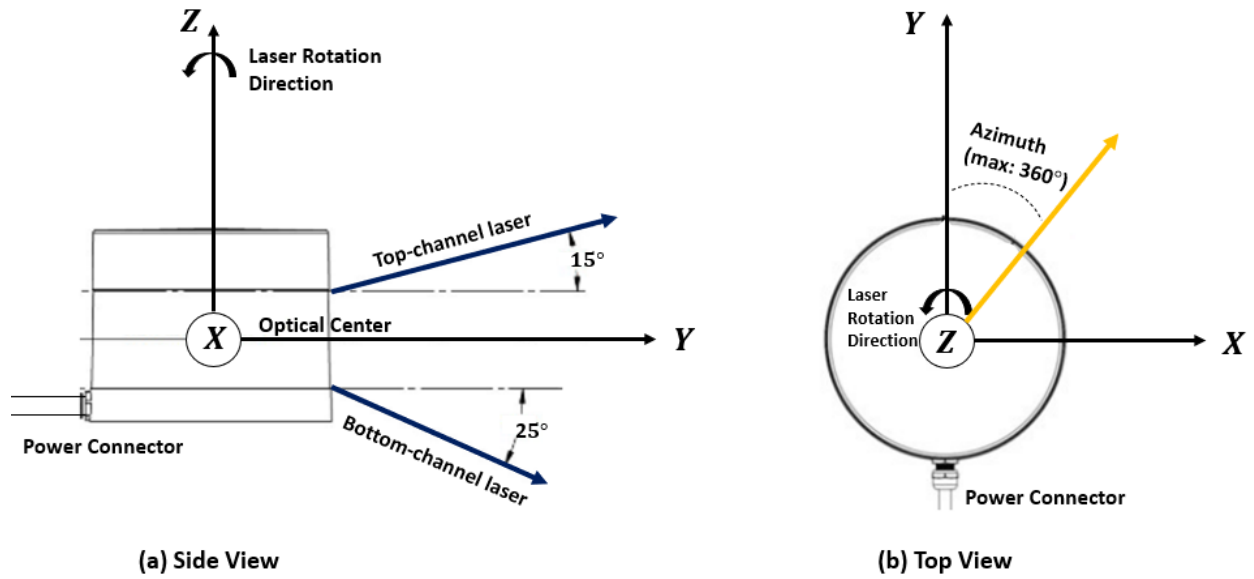 Z
Laser Rotation
Direction
Top-channel laser
15°
X
Optical Center
Y
25°
Bottom-channel laser
Power Connector
(a) Side View
Y
Azimuth
(max: 360°)
Laser
Rotation
Direction
Z
X
Power Connector
(b) Top View